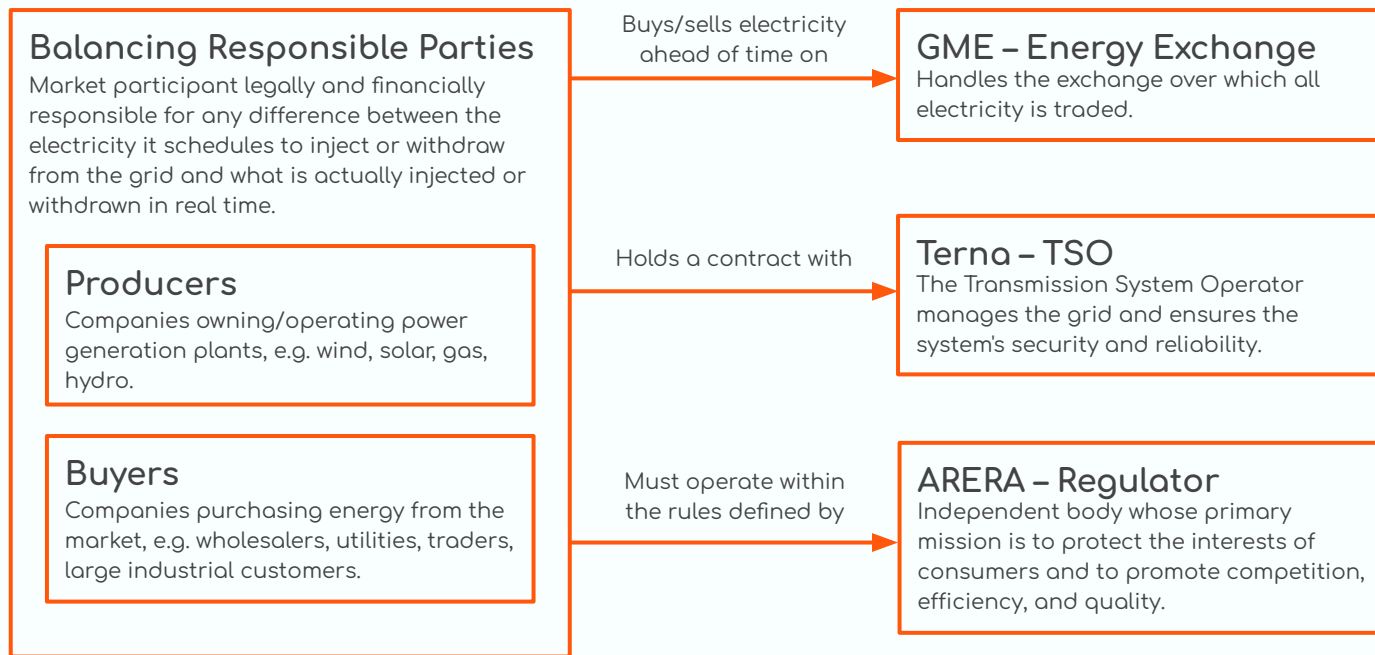 Balancing Responsible Parties
Market participant legally and financially
responsible for any difference between the
electricity it schedules to inject or withdraw
from the grid and what is actually injected or
withdrawn in real time.
Producers
Companies owning/operating power
generation plants, e.g. wind, solar, gas,
hydro.
Buyers
Companies purchasing energy from the
market, e.g. wholesalers, utilities, traders,
large industrial customers.
Buys/sells electricity
ahead of time on
GME – Energy Exchange
Handles the exchange over which all
electricity is traded.
Holds a contract with
Terna – TSO
The Transmission System Operator
manages the grid and ensures the
system's security and reliability.
Must operate within
the rules defined by
ARERA – Regulator
Independent body whose primary
mission is to protect the interests of
consumers and to promote competition,
efficiency, and quality.